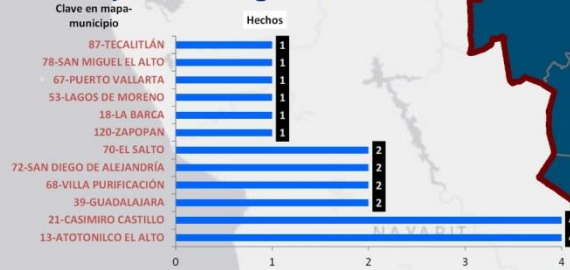 Clave en mapa-
municipio
Hechos
87-TECALITLÁN 1
78-SAN MIGUEL EL ALTO 1
67-PUERTO VALLARTA 1
53-LAGOS DE MORENO 1
18-LA BARCA 1
120-ZAPOPAN 1
70-EL SALTO 2
72-SAN DIEGO DE ALEJANDRÍA 2
68-VILLA PURIFICACIÓN 2
39-GUADALAJARA 2
21-CASIMIRO CASTILLO
NAYARIT
13-ATOTONILCO EL ALTO
0 1 2 3 4